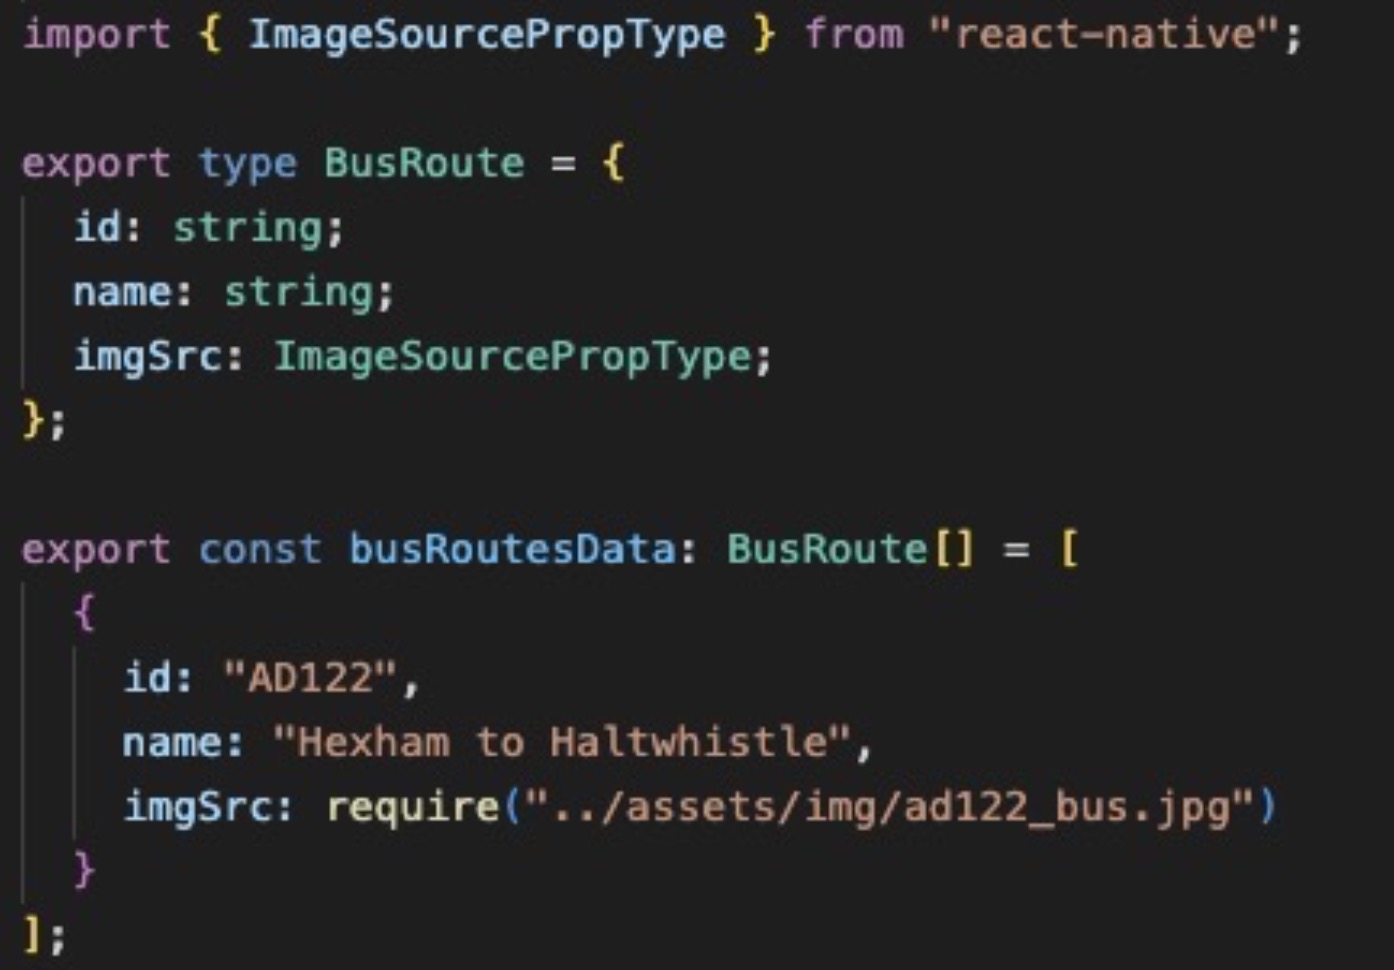 import { ImageSourcePropType } from "react-native";
export type BusRoute = {
id: string;
name: string;
imgSrc: ImageSourcePropType;
};
export const busRoutesData: BusRoute[] = [
{
id: "AD122",
name: "Hexham to Haltwhistle",
imgSrc: require("../assets/img/ad122_bus.jpg")
}
];